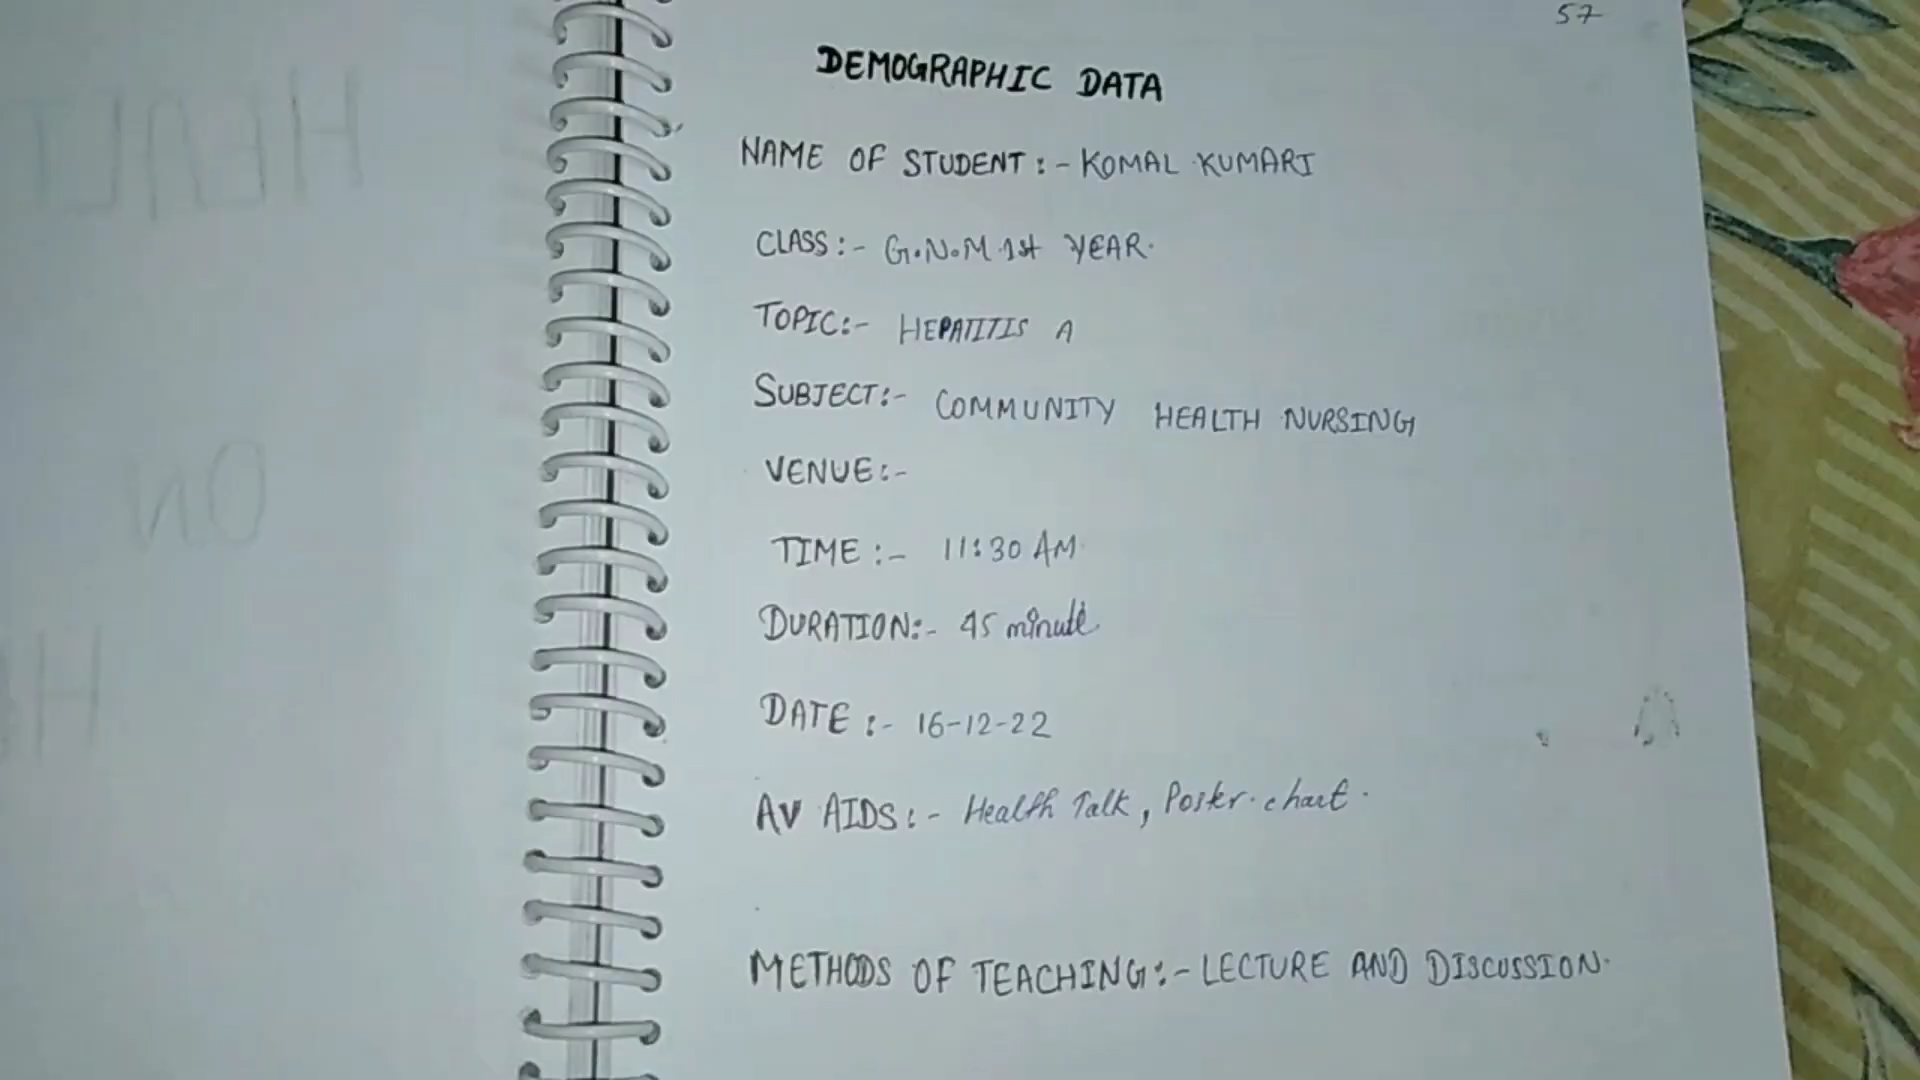 57
DEMOGRAPHIC DATA
NAME OF STUDENT :- KOMAL KUMARI
CLASS :- G.N.M 1st YEAR.
TOPIC:- HEPATITIS A
SUBJECT:- COMMUNITY HEALTH NURSING
VENUE:-
TIME :- 11:30 AM.
DURATION:- 45 minute
DATE :- 16-12-22
AV AIDS :- Health Talk, Poster. chart.
METHODS OF TEACHING:- LECTURE AND DISCUSSION.